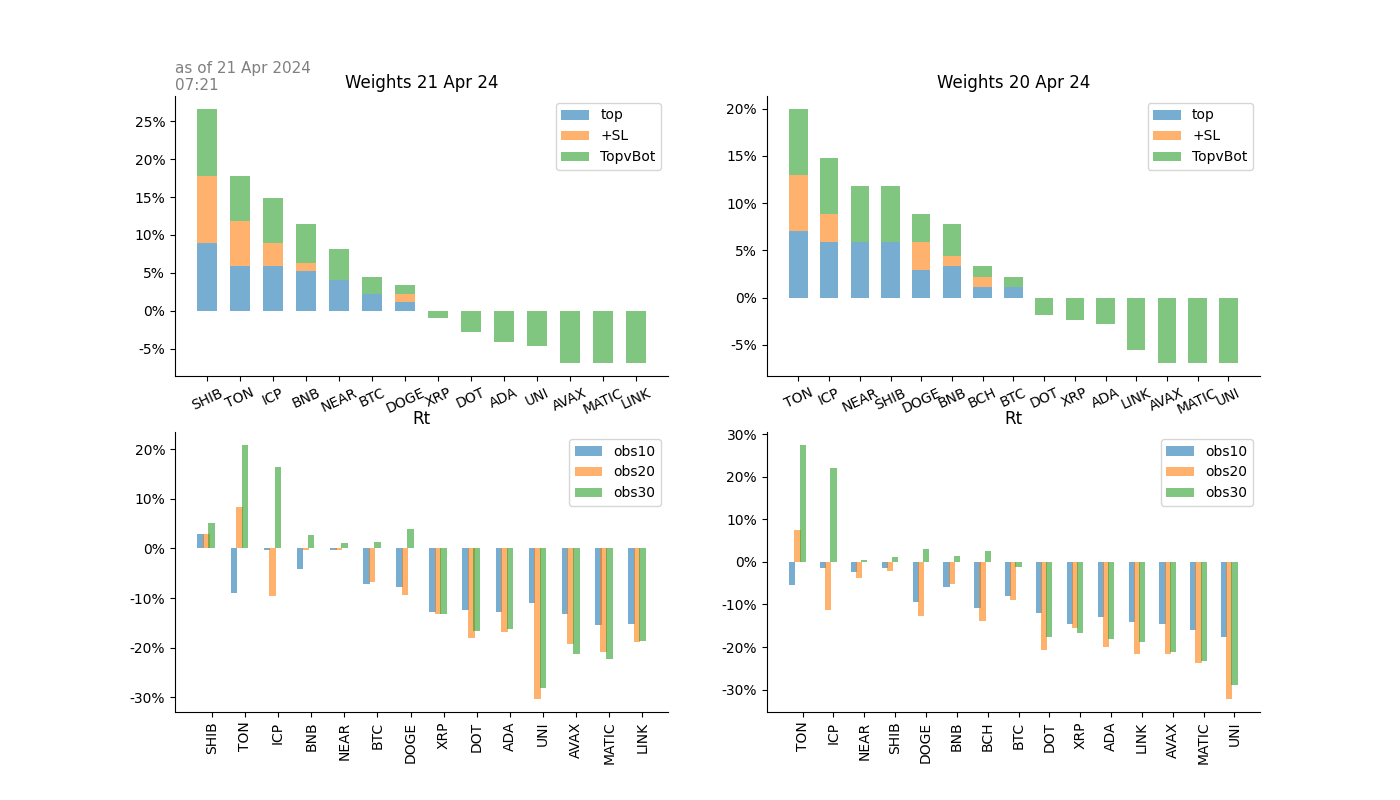 as of 21 Apr 2024
07:21
Weights 21 Apr 24
25%
20%
15%
10%
5%
0%
-5%
top
+SL
TopvBot
SHIB TON ICP BNB NEAR BTC DOGE XRP DOT ADA UNI AVAX MATIC LINK
Weights 20 Apr 24
20%
15%
10%
5%
0%
-5%
top
+SL
TopvBot
TON ICP NEAR SHIB DOGE BNB BCH BTC DOT XRP ADA LINK AVAX MATIC UNI
Rt
20%
10%
0%
-10%
-20%
-30%
obs10
obs20
obs30
SHIB TON ICP BNB NEAR BTC DOGE XRP DOT ADA UNI AVAX MATIC LINK
Rt
30%
20%
10%
0%
-10%
-20%
-30%
obs10
obs20
obs30
TON ICP NEAR SHIB DOGE BNB BCH BTC DOT XRP ADA LINK AVAX MATIC UNI